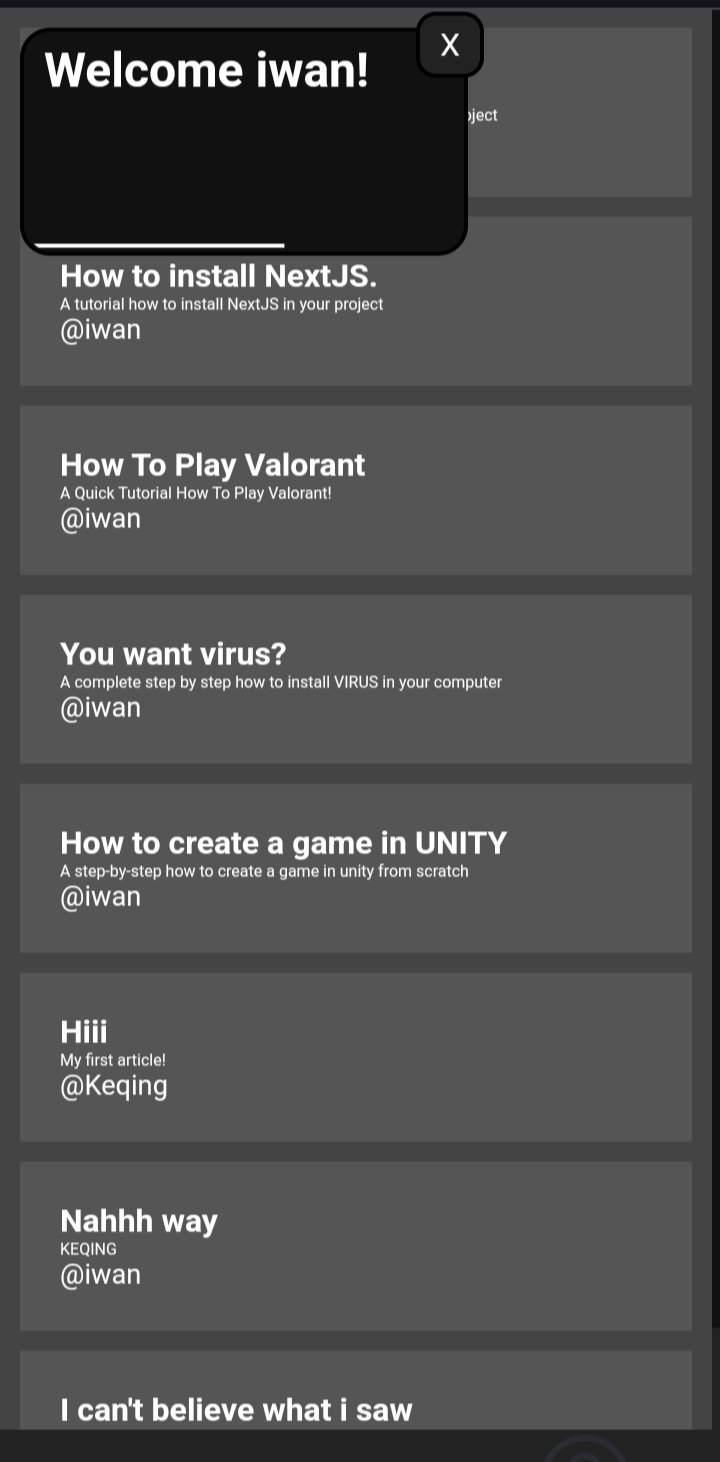 Welcome iwan!
X
How to install NextJS.
A tutorial how to install NextJS in your project
@iwan
How To Play Valorant
A Quick Tutorial How To Play Valorant!
@iwan
You want virus?
A complete step by step how to install VIRUS in your computer
@iwan
How to create a game in UNITY
A step-by-step how to create a game in unity from scratch
@iwan
Hiii
My first article!
@Keqing
Nahhh way
KEQING
@iwan
I can't believe what i saw